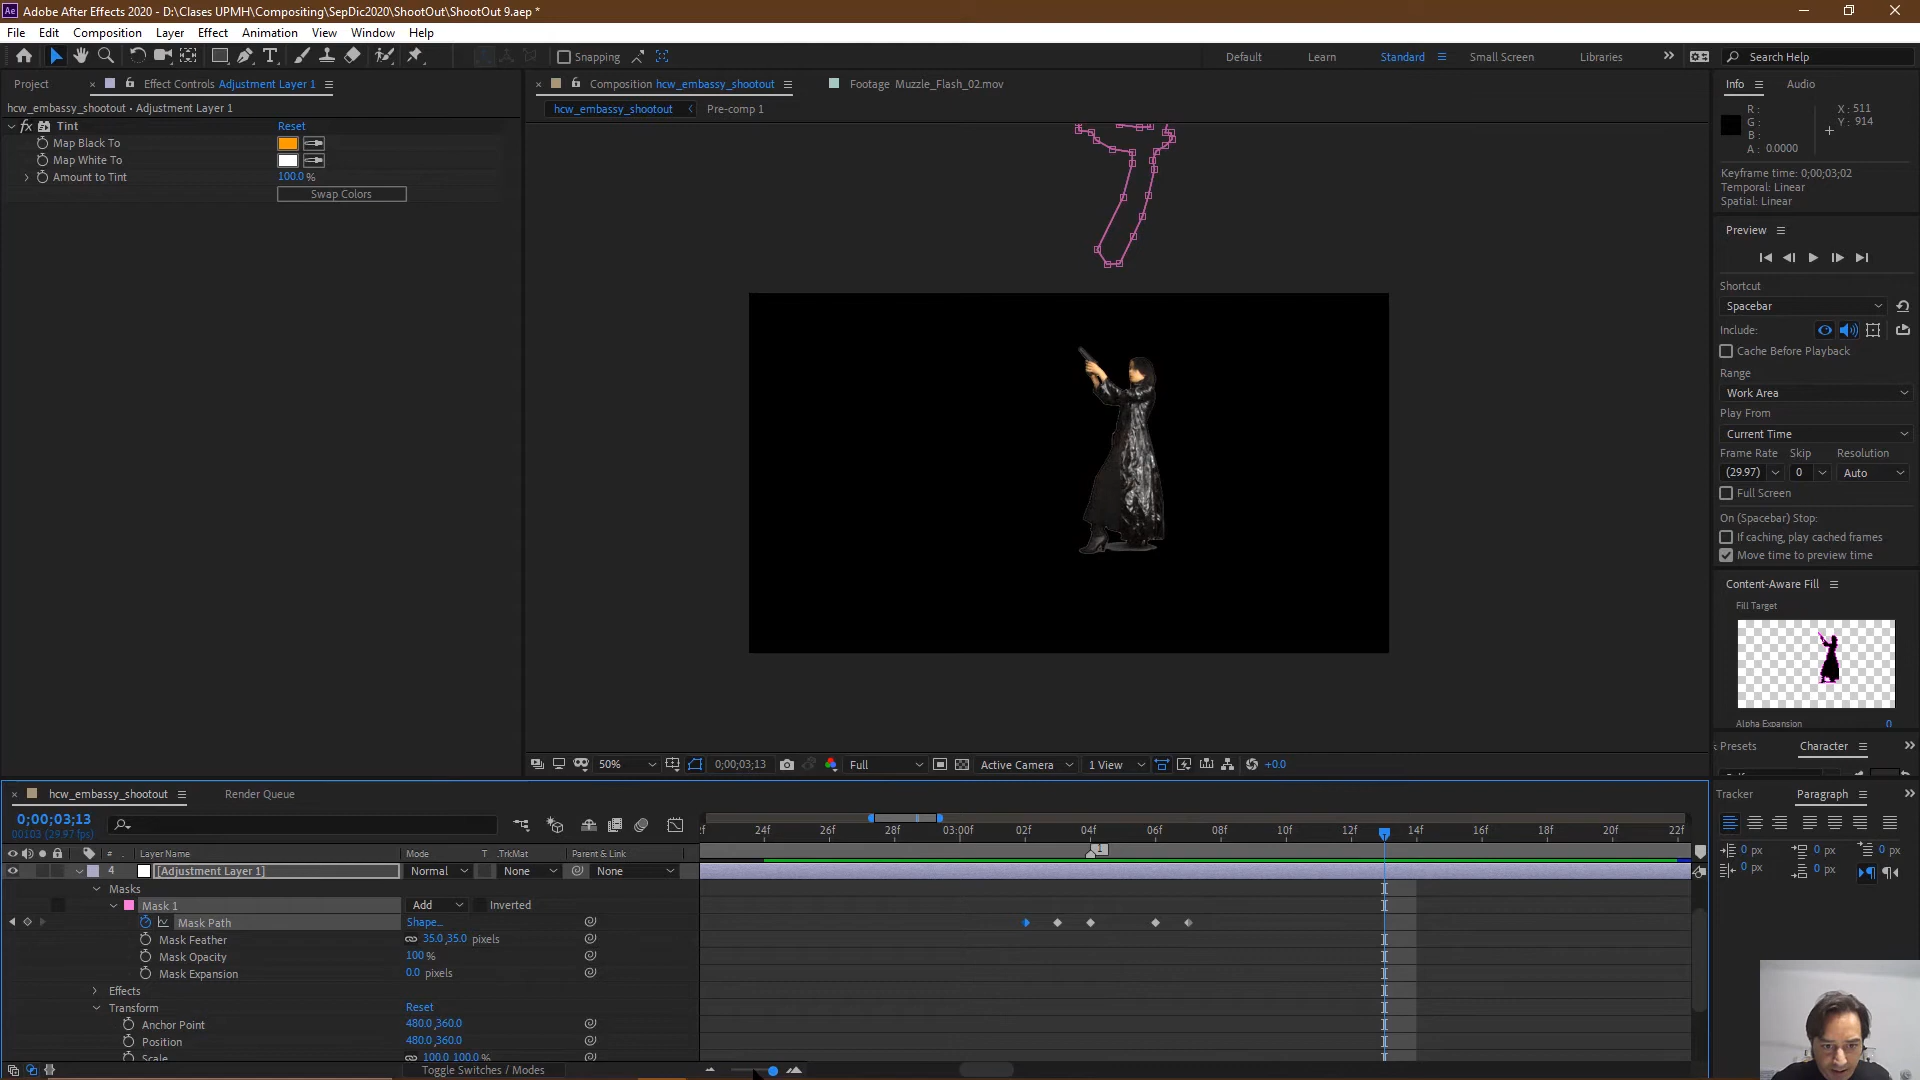 Adobe After Effects 2020 - D:\Clases UPMH\Compositing\SepDic2020\ShootOut\ShootOut 9.aep *
File Edit Composition Layer Effect Animation View Window Help
Snapping Default Learn Standard Small Screen Libraries Search Help
Project Effect Controls Adjustment Layer 1
hcw_embassy_shootout • Adjustment Layer 1
fx Tint Reset
Map Black To
Map White To
Amount to Tint 100.0 %
Swap Colors
Composition hcw_embassy_shootout Footage Muzzle_Flash_02.mov
hcw_embassy_shootout Pre-comp 1
50% 0;00;03;13 Full Active Camera 1 View +0.0
Info Audio
R : X : 511
G : Y : 914
B :
A : 0.0000
Keyframe time: 0;00;03;02
Temporal: Linear
Spatial: Linear
Preview
Shortcut
Spacebar
Include:
Cache Before Playback
Range
Work Area
Play From
Current Time
Frame Rate Skip Resolution
(29.97) 0 Auto
Full Screen
On (Spacebar) Stop:
If caching, play cached frames
Move time to preview time
Content-Aware Fill
Fill Target
Alpha Expansion 0
Presets Character
Tracker Paragraph
0 px 0 px 0 px
0 px 0 px
hcw_embassy_shootout Render Queue
0;00;03;13
00103 (29.97 fps)
# Layer Name Mode T .TrkMat Parent & Link
24f 26f 28f 03:00f 02f 04f 06f 08f 10f 12f 14f 16f 18f 20f 22f
1
4 [Adjustment Layer 1] Normal None None
Masks
Mask 1 Add Inverted
Mask Path Shape...
Mask Feather 35.0,35.0 pixels
Mask Opacity 100 %
Mask Expansion 0.0 pixels
Effects
Transform Reset
Anchor Point 480.0,360.0
Position 480.0,360.0
Scale 100.0,100.0 %
Toggle Switches / Modes